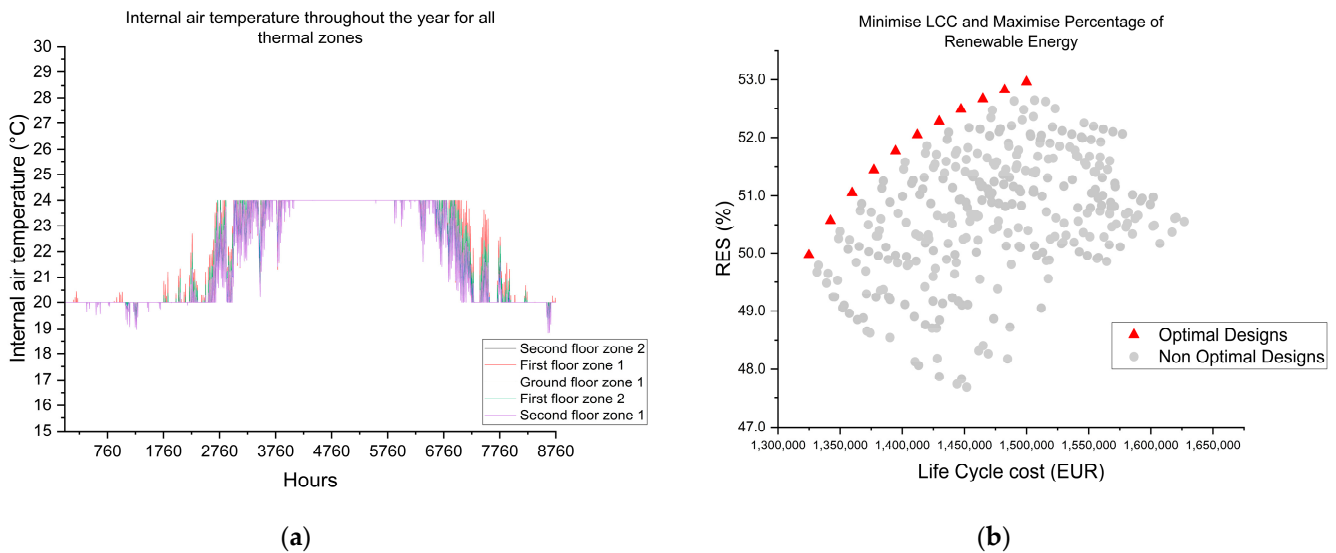 Internal air temperature throughout the year for all
thermal zones
Internal air temperature (°C)
30
29
28
27
26
25
24
23
22
21
20
19
18
17
16
15
760
1760
2760
3760
4760
5760
6760
7760
8760
Hours
Second floor zone 2
First floor zone 1
Ground floor zone 1
First floor zone 2
Second floor zone 1
(a)
Minimise LCC and Maximise Percentage of
Renewable Energy
RES (%)
53.0
52.0
51.0
50.0
49.0
48.0
47.0
1,300,000
1,350,000
1,400,000
1,450,000
1,500,000
1,550,000
1,600,000
1,650,000
Life Cycle cost (EUR)
Optimal Designs
Non Optimal Designs
(b)